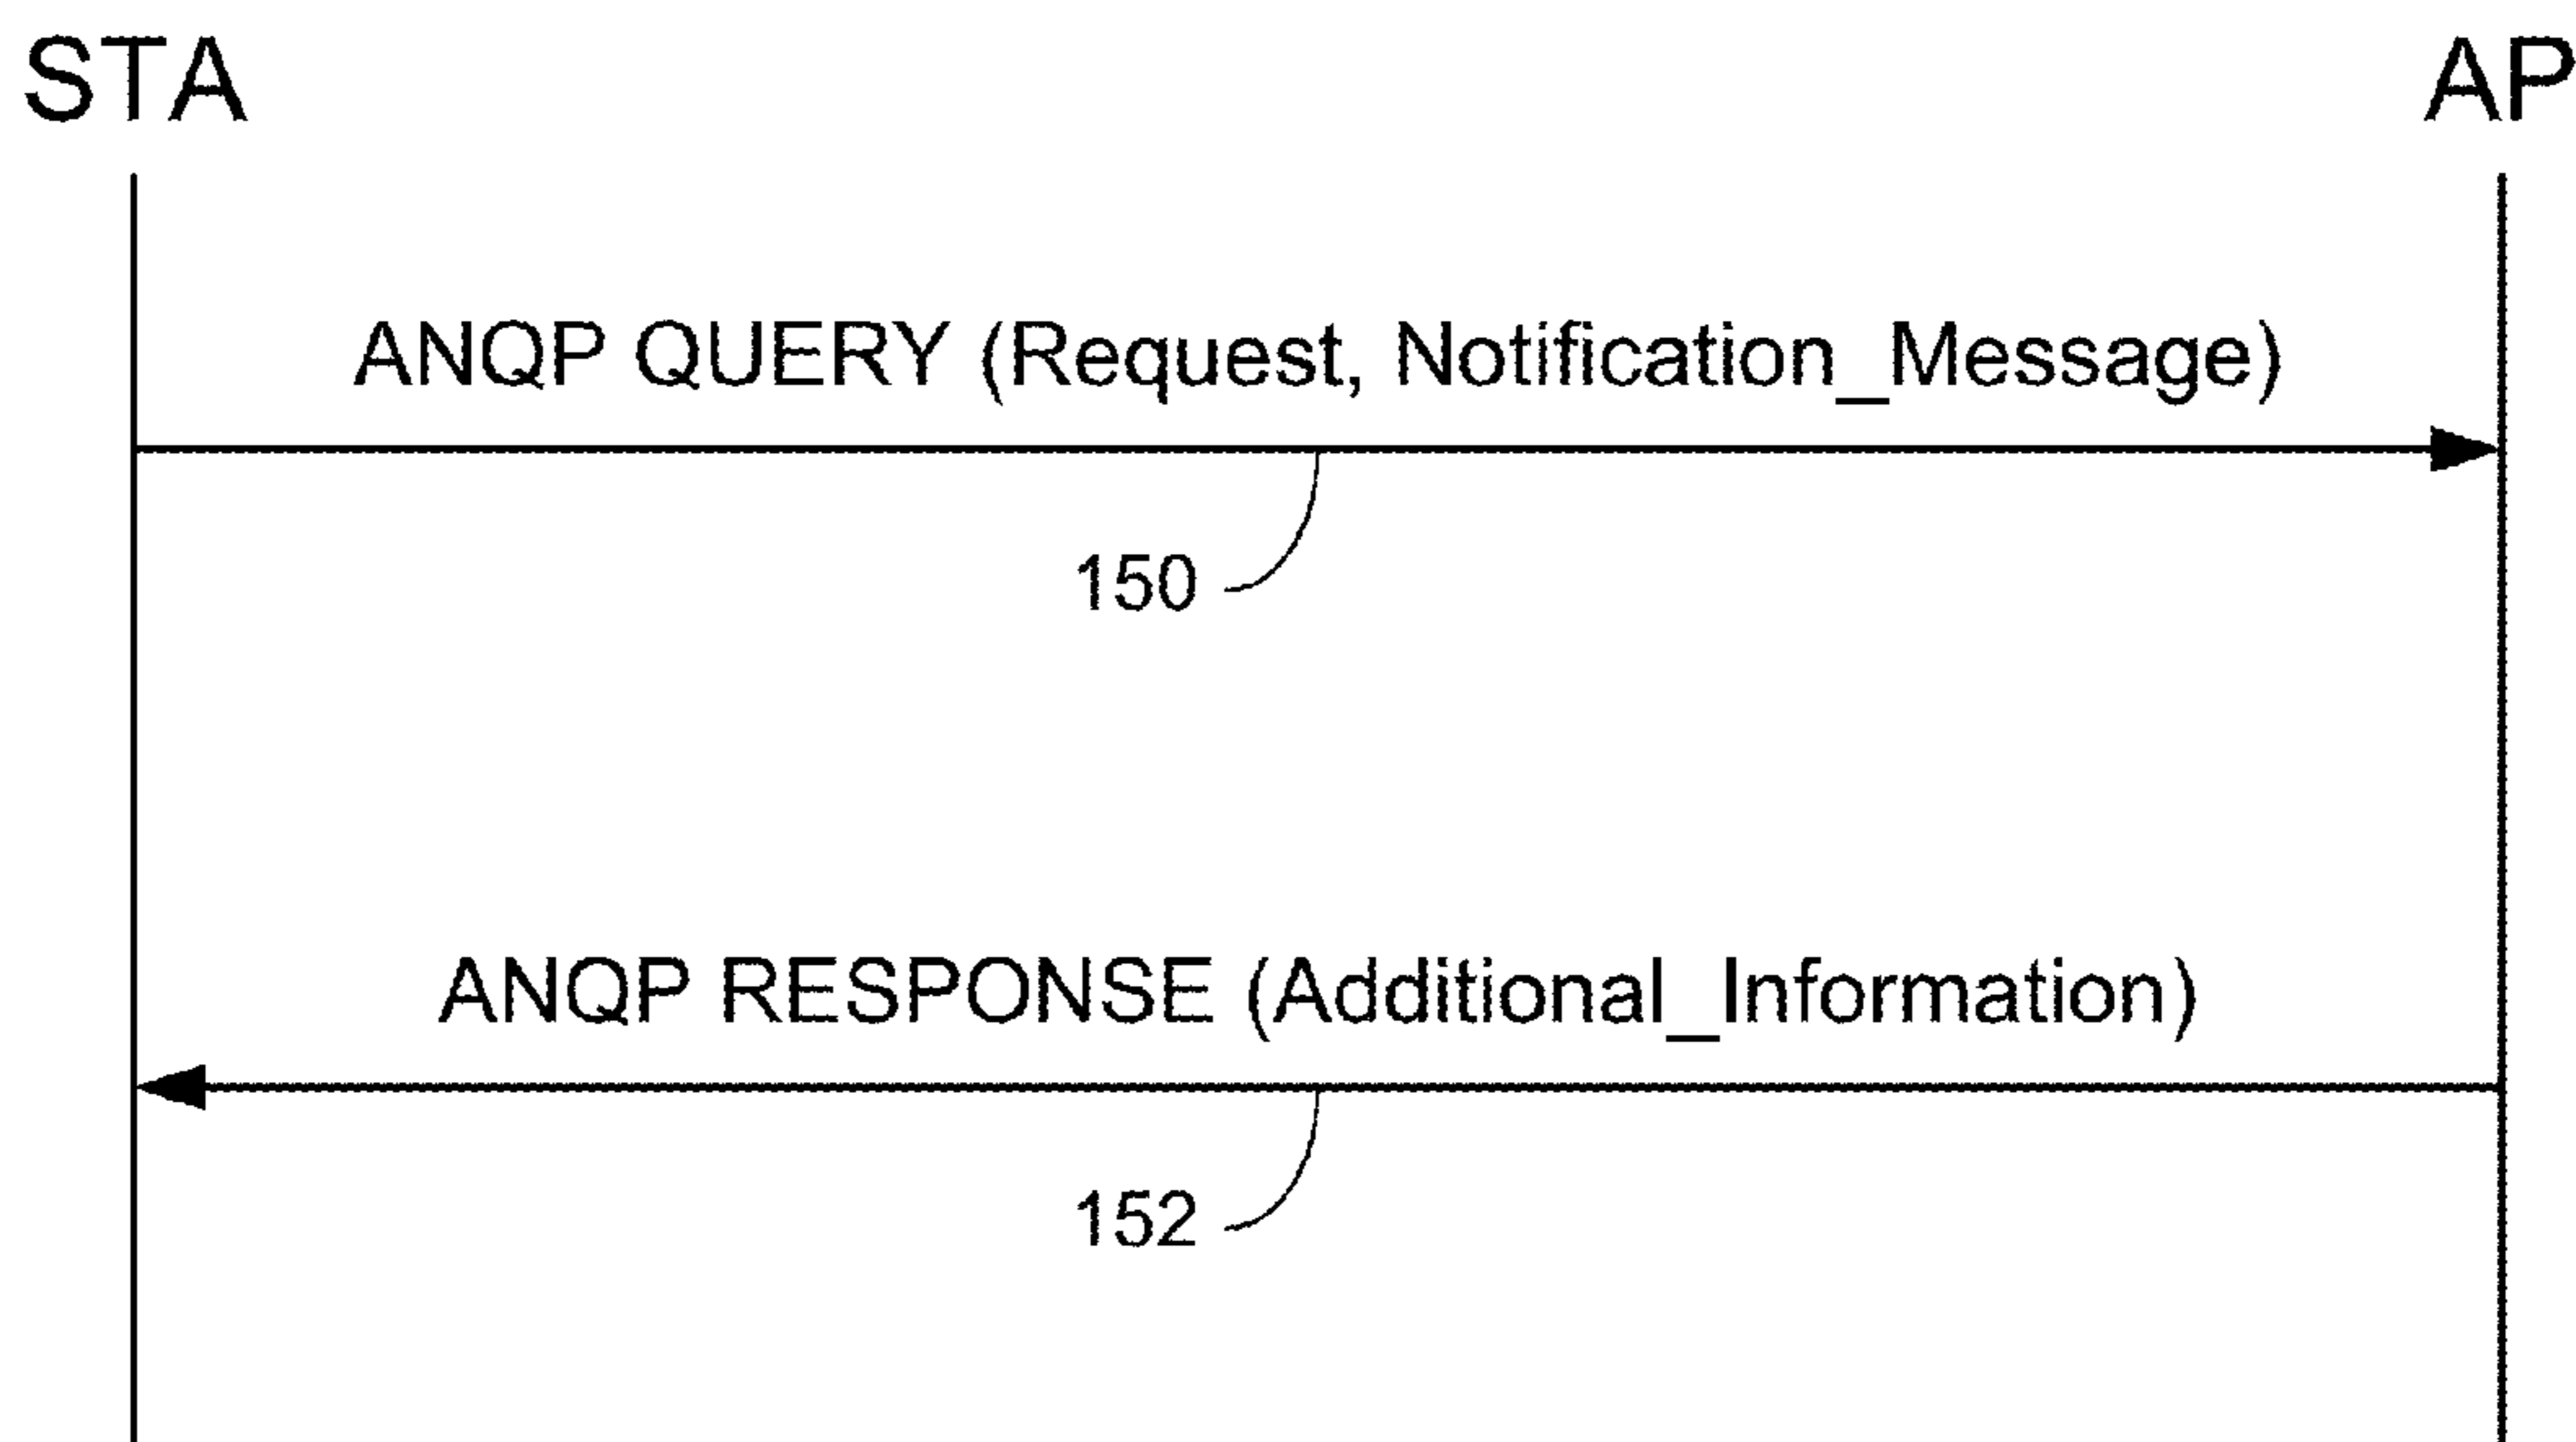 STA AP
ANQP QUERY (Request, Notification_Message)
150
ANQP RESPONSE (Additional_Information)
152